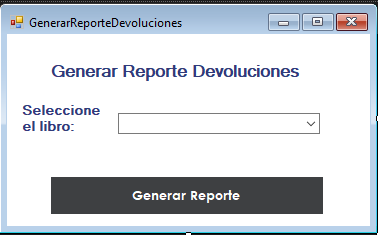 GenerarReporteDevoluciones
Generar Reporte Devoluciones
Seleccione
el libro:
Generar Reporte